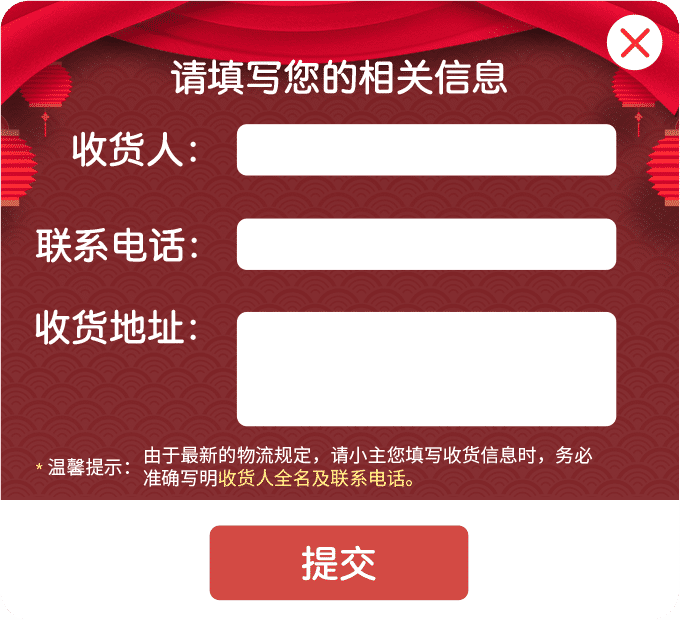 请填写您的相关信息
收货人：
联系电话：
收货地址：
* 温馨提示：由于最新的物流规定，请小主您填写收货信息时，务必
准确写明收货人全名及联系电话。
提交